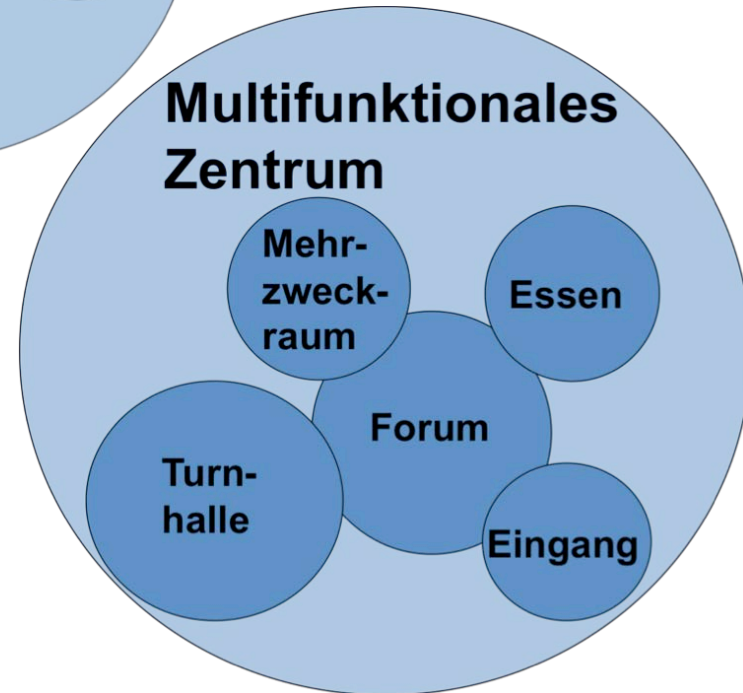 Multifunktionales
Zentrum
Mehr-
zweck-
raum
Essen
Forum
Turn-
halle
Eingang